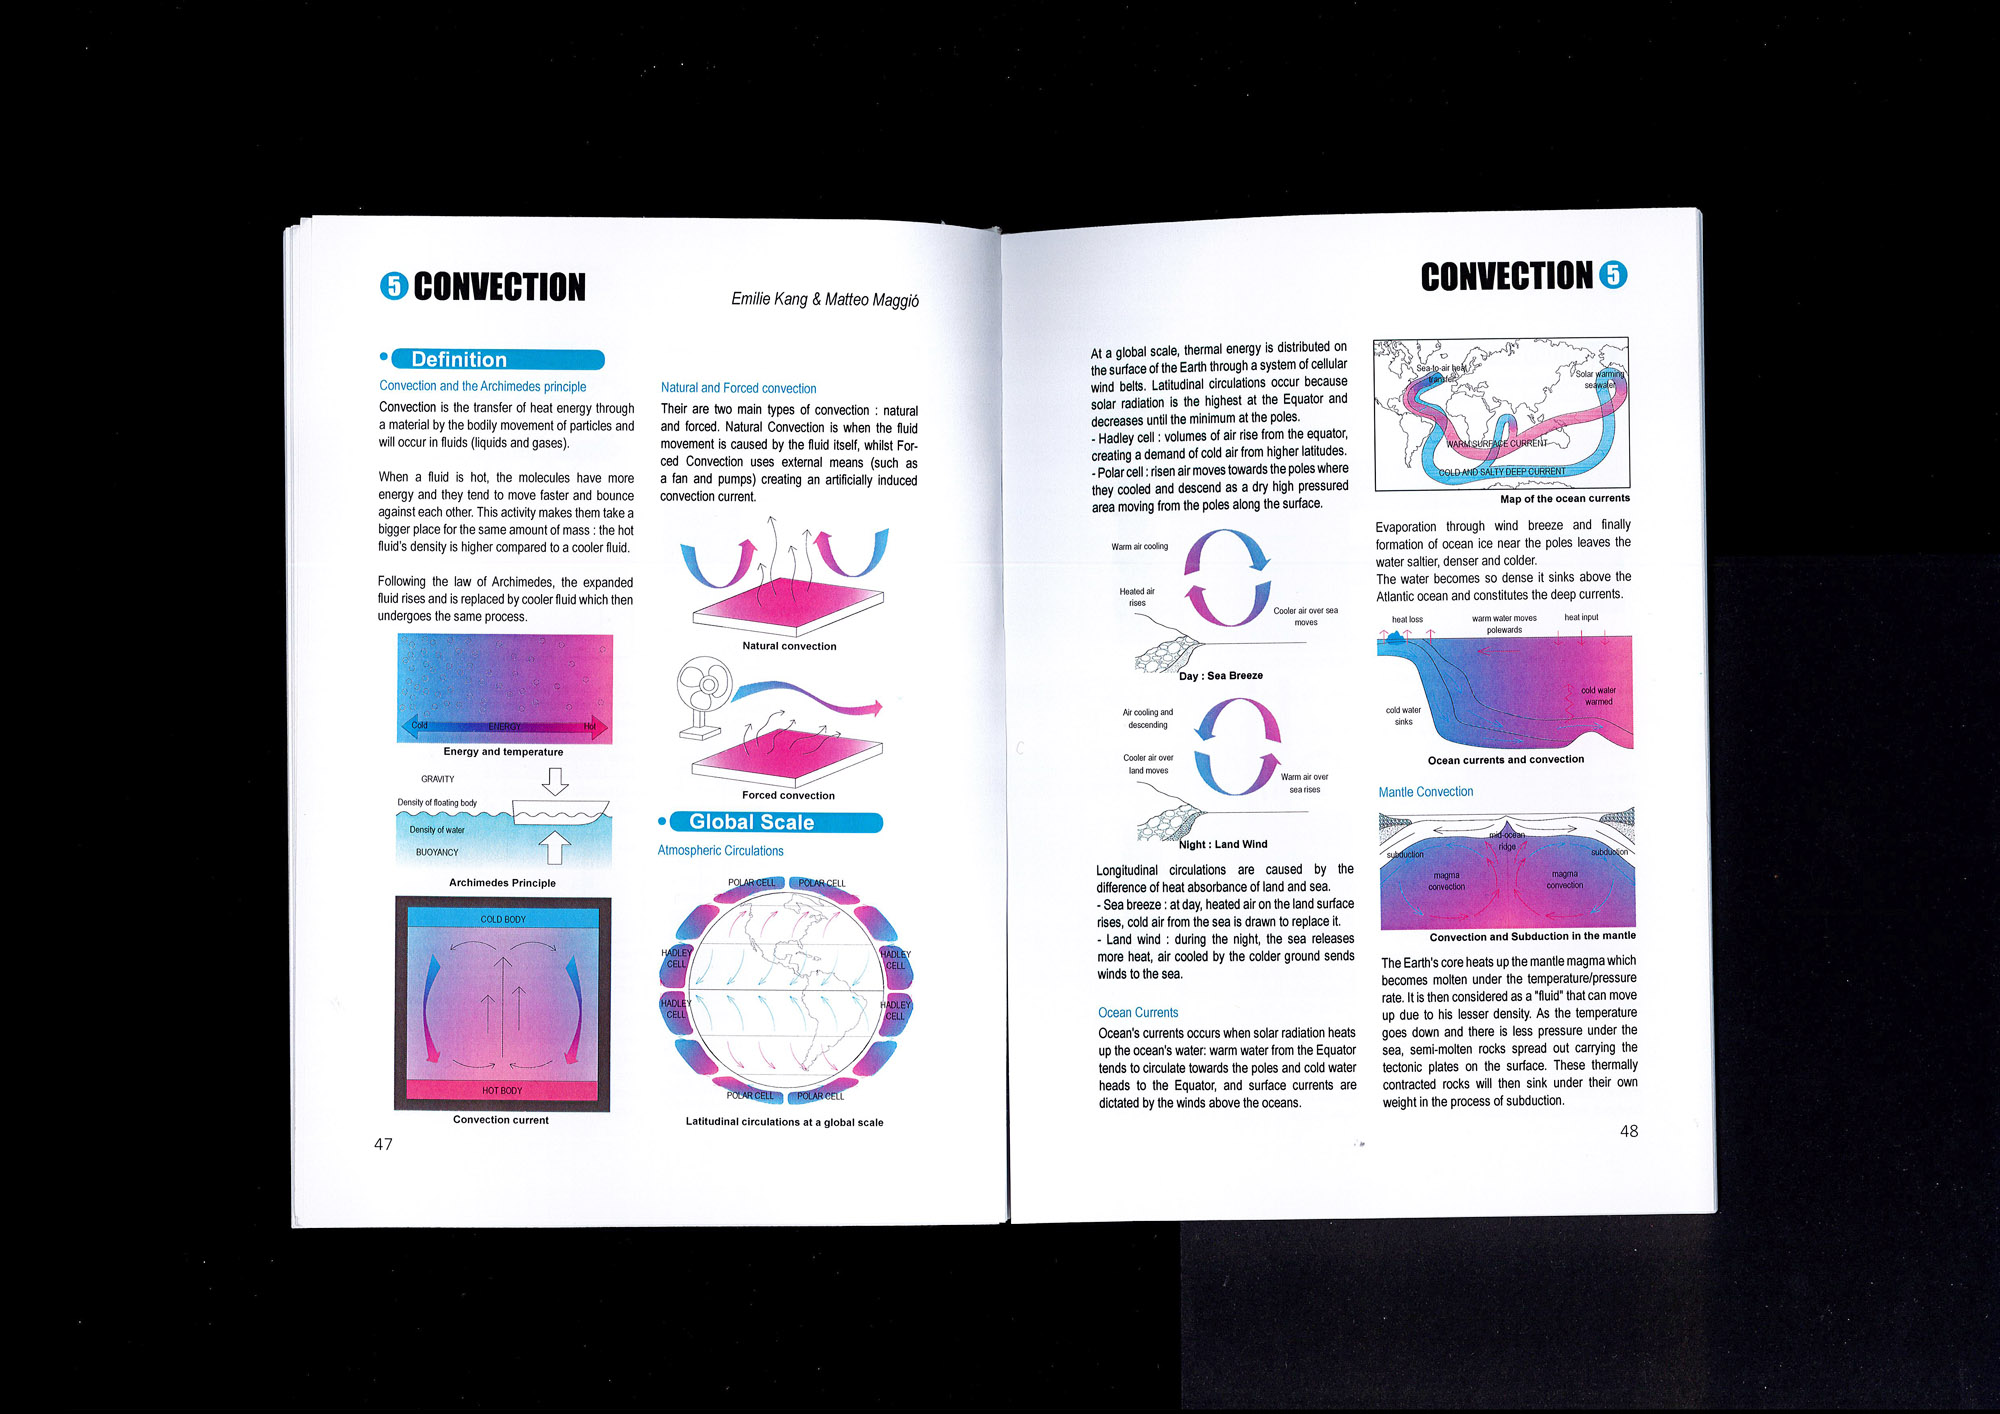 5 CONVECTION
Emilie Kang & Matteo Maggió
• Definition
Convection and the Archimedes principle
Convection is the transfer of heat energy through
a material by the bodily movement of particles and
will occur in fluids (liquids and gases).
When a fluid is hot, the molecules have more
energy and they tend to move faster and bounce
against each other. This activity makes them take a
bigger place for the same amount of mass : the hot
fluid's density is higher compared to a cooler fluid.
Following the law of Archimedes, the expanded
fluid rises and is replaced by cooler fluid which then
undergoes the same process.
Cold
ENERGY
Hot
Energy and temperature
GRAVITY
Density of floating body
Density of water
BUOYANCY
Archimedes Principle
COLD BODY
HOT BODY
Convection current
47
Natural and Forced convection
Their are two main types of convection : natural
and forced. Natural Convection is when the fluid
movement is caused by the fluid itself, whilst For-
ced Convection uses external means (such as
a fan and pumps) creating an artificially induced
convection current.
Natural convection
Forced convection
• Global Scale
Atmospheric Circulations
POLAR CELL
POLAR CELL
HADLEY
CELL
HADLEY
CELL
HADLEY
CELL
HADLEY
CELL
POLAR CELL
POLAR CELL
Latitudinal circulations at a global scale
CONVECTION 5
At a global scale, thermal energy is distributed on
the surface of the Earth through a system of cellular
wind belts. Latitudinal circulations occur because
solar radiation is the highest at the Equator and
decreases until the minimum at the poles.
- Hadley cell : volumes of air rise from the equator,
creating a demand of cold air from higher latitudes.
- Polar cell : risen air moves towards the poles where
they cooled and descend as a dry high pressured
area moving from the poles along the surface.
Warm air cooling
Heated air
rises
Cooler air over sea
moves
Day : Sea Breeze
Air cooling and
descending
Cooler air over
land moves
Warm air over
sea rises
Night : Land Wind
Longitudinal circulations are caused by the
difference of heat absorbance of land and sea.
- Sea breeze : at day, heated air on the land surface
rises, cold air from the sea is drawn to replace it.
- Land wind : during the night, the sea releases
more heat, air cooled by the colder ground sends
winds to the sea.
Ocean Currents
Ocean's currents occurs when solar radiation heats
up the ocean's water: warm water from the Equator
tends to circulate towards the poles and cold water
heads to the Equator, and surface currents are
dictated by the winds above the oceans.
Sea-to-air heat
transfer
Solar warming
seawater
WARM SURFACE CURRENT
COLD AND SALTY DEEP CURRENT
Map of the ocean currents
Evaporation through wind breeze and finally
formation of ocean ice near the poles leaves the
water saltier, denser and colder.
The water becomes so dense it sinks above the
Atlantic ocean and constitutes the deep currents.
heat loss
warm water moves
polewards
heat input
cold water
sinks
cold water
warmed
Ocean currents and convection
Mantle Convection
mid-ocean
ridge
subduction
subduction
magma
convection
magma
convection
Convection and Subduction in the mantle
The Earth's core heats up the mantle magma which
becomes molten under the temperature/pressure
rate. It is then considered as a "fluid" that can move
up due to his lesser density. As the temperature
goes down and there is less pressure under the
sea, semi-molten rocks spread out carrying the
tectonic plates on the surface. These thermally
contracted rocks will then sink under their own
weight in the process of subduction.
48